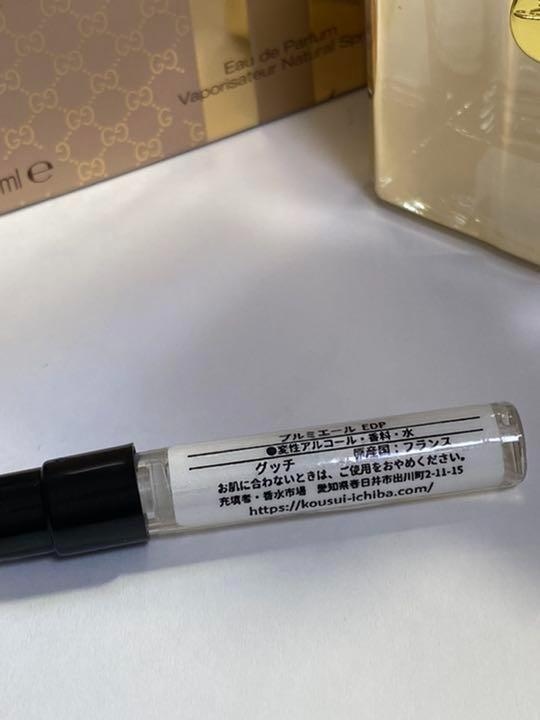 Eau de Parfum
Vaporisateur Natural Spr
ml e
プルミエール EDP
●変性アルコール・香料・水
グッチ 原産国：フランス
お肌に合わないときは、ご使用をおやめください。
充填者・香水市場 愛知県春日井市出川町2-11-15
https://kousui-ichiba.com/